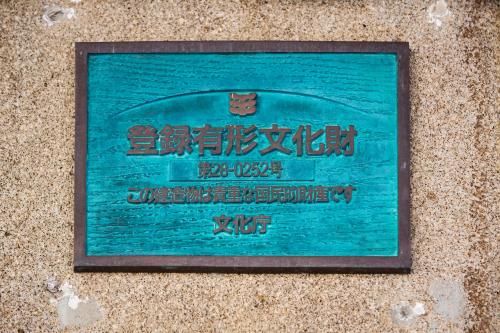 登録有形文化財
第28-0252号
この建造物は貴重な国民的財産です
文化庁